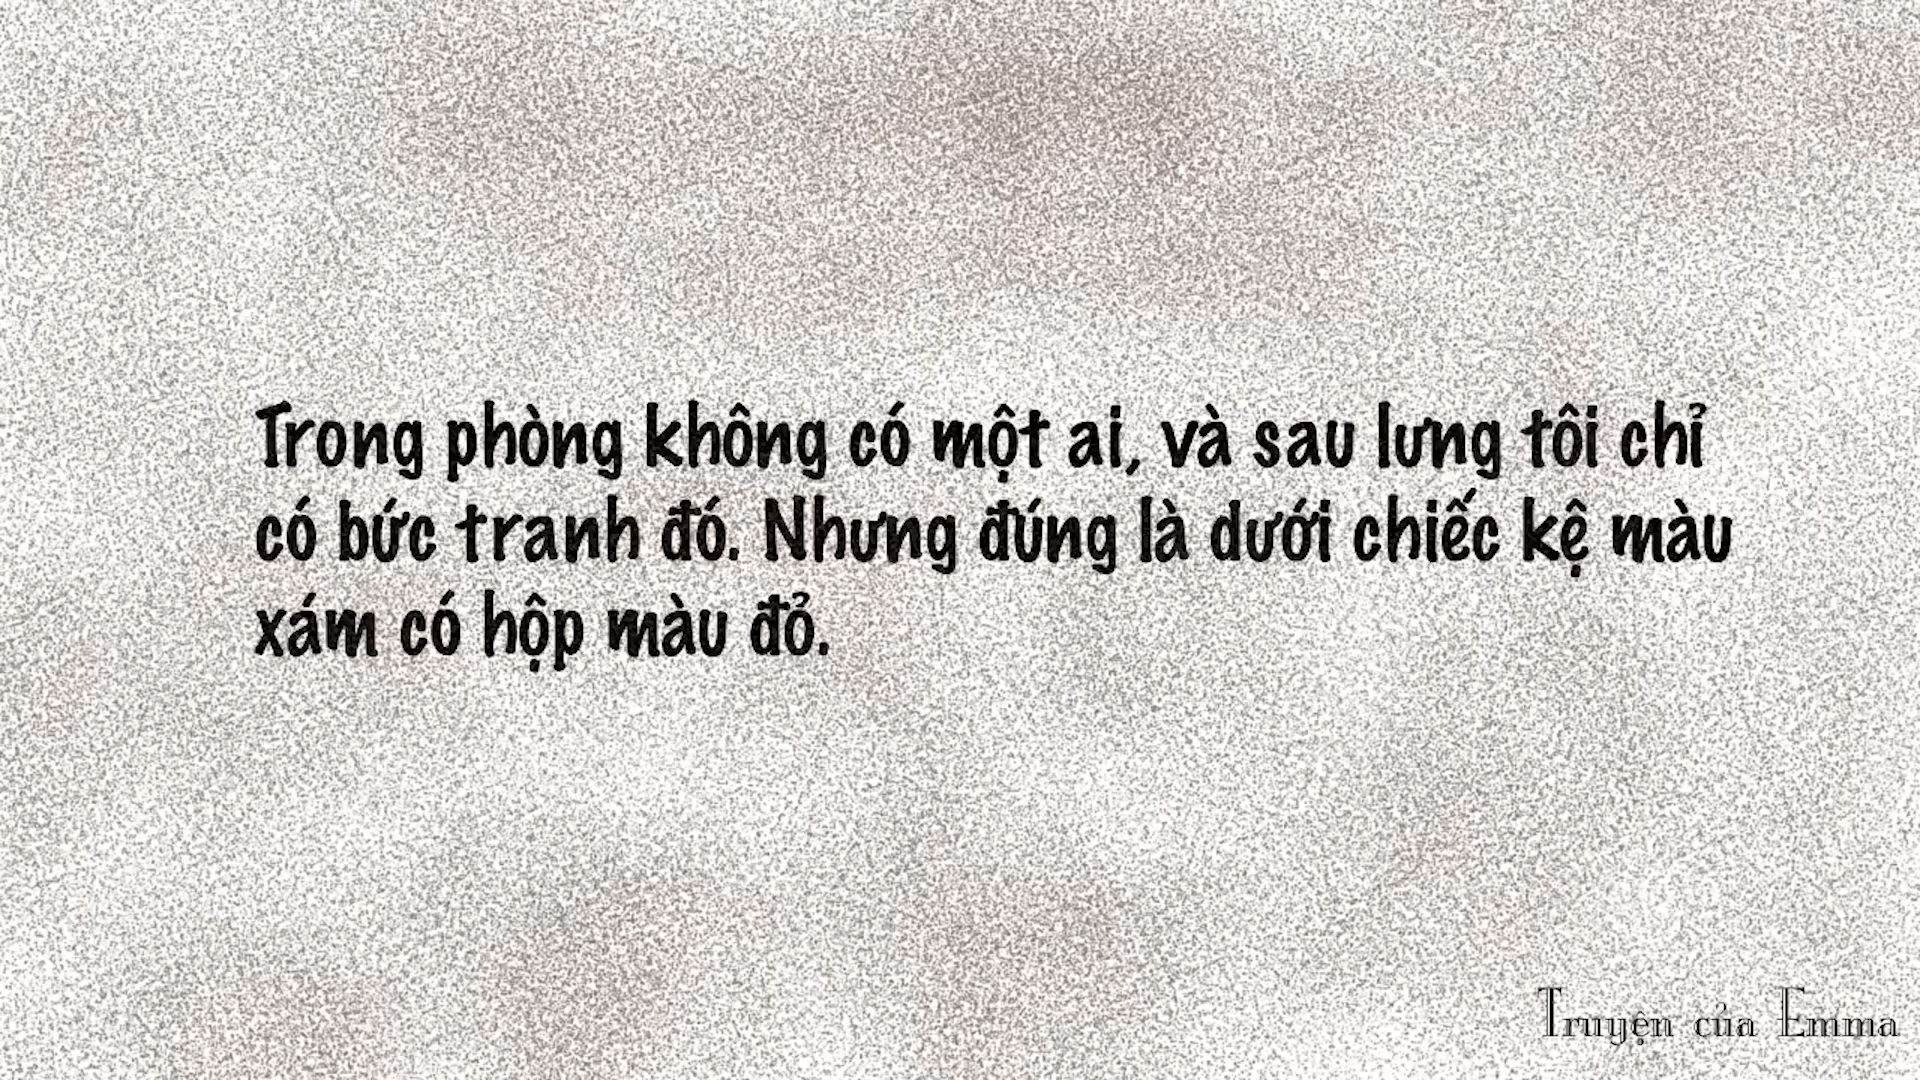 Trong phòng không có một ai, và sau lưng tôi chỉ
có bức tranh đó. Nhưng đúng là dưới chiếc kệ màu
xám có hộp màu đỏ.
Truyện của Emma